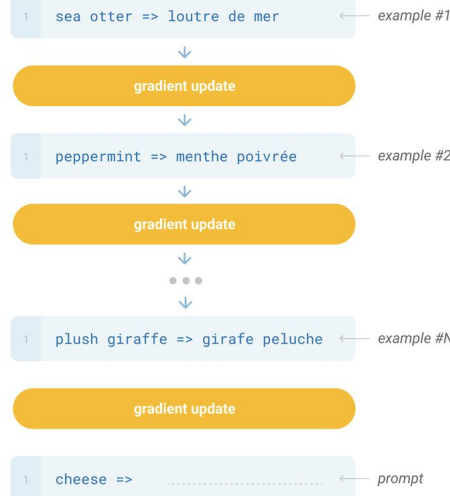 1 sea otter => loutre de mer example #1
gradient update
1 peppermint => menthe poivrée example #2
gradient update
1 plush giraffe => girafe peluche example #N
gradient update
1 cheese => prompt